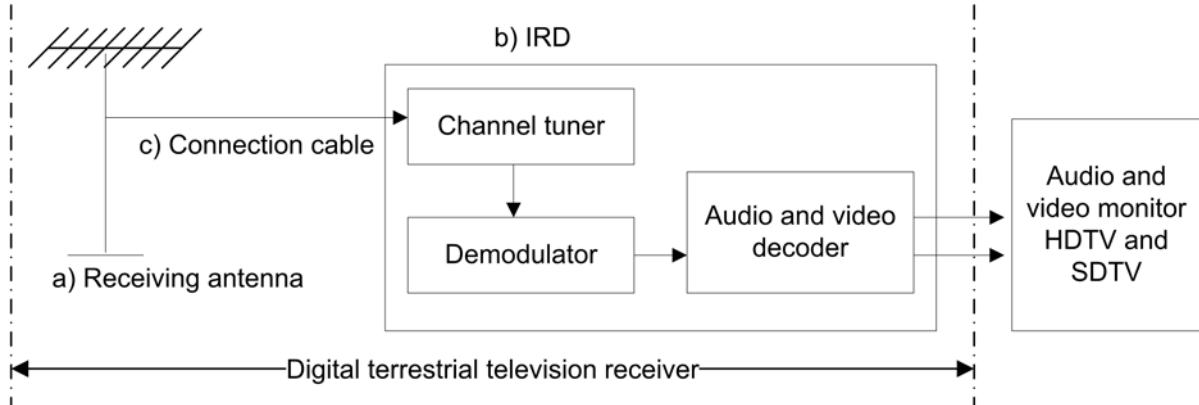 b) IRD
Channel tuner
c) Connection cable
Audio and
video monitor
HDTV and
SDTV
Audio and video
decoder
Demodulator
a) Receiving antenna
Digital terrestrial television receiver